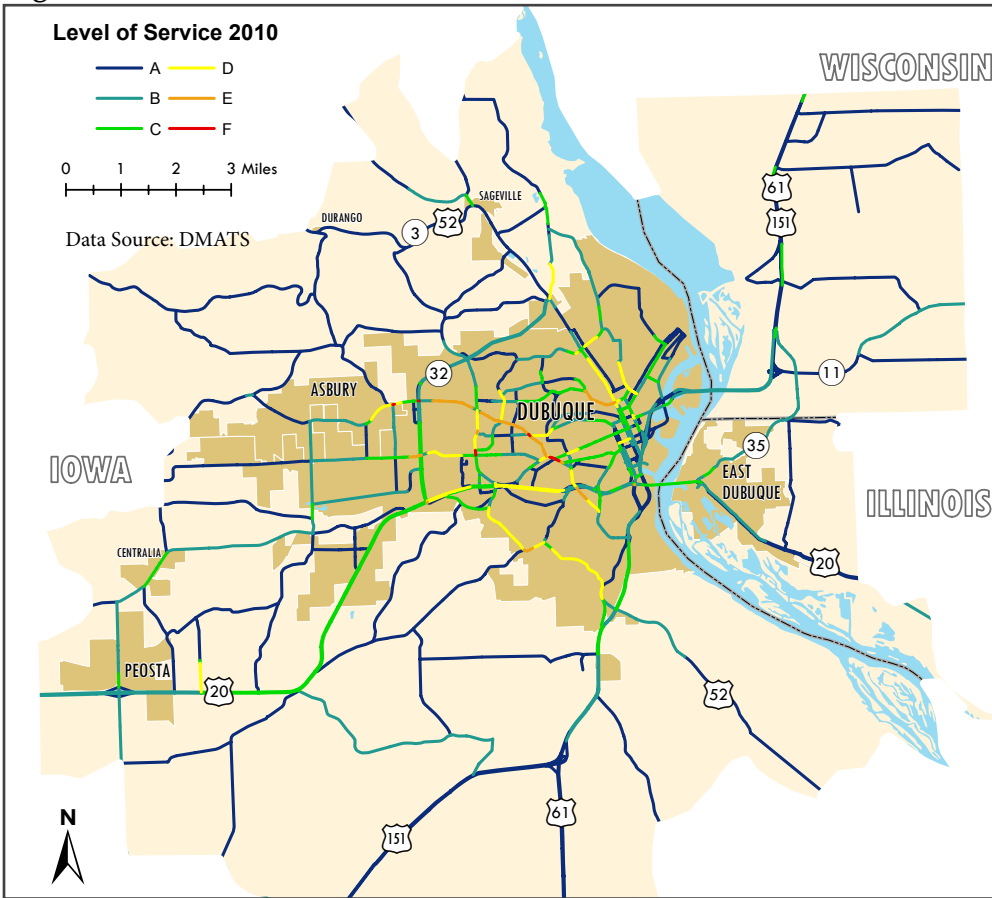 Level of Service 2010
A D
B E
C F
0 1 2 3 Miles
Data Source: DMATS
WISCONSIN
61
151
SAGEVILLE
DURANGO
3
52
32
11
ASBURY
DUBUQUE
IOWA
35
EAST
DUBUQUE
ILLINOIS
CENTRALIA
20
PEOSTA
20
52
61
151
N